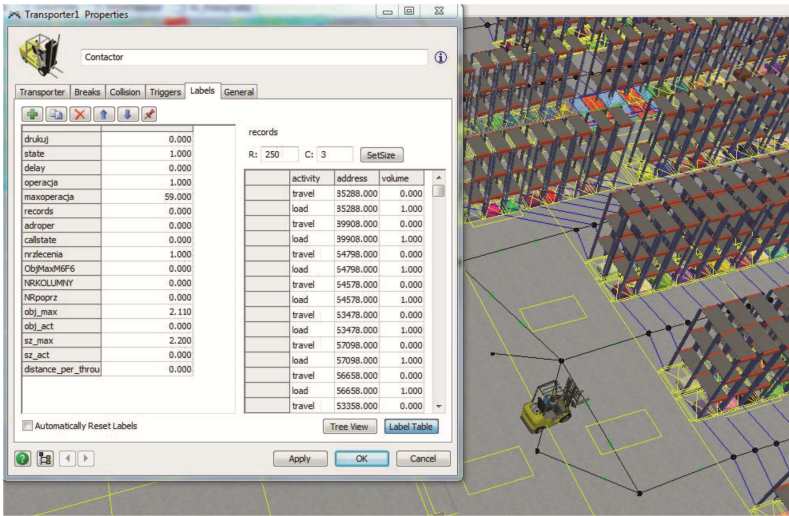 Transporter1 Properties
Contactor
Transporter Breaks Collision Triggers Labels General
drukuj 0.000
state 1.000
delay 0.000
operacja 1.000
maxoperacja 59.000
records 0.000
adroper 0.000
callstate 0.000
nrzlecenia 1.000
ObjMaxM6F6 0.000
NRKOLUMNY 0.000
NRpoprz 0.000
obj_max 2.110
obj_act 0.000
sz_max 2.200
sz_act 0.000
distance_per_throu 0.000
records
R: 250 C: 3 SetSize
activity address volume
travel 35288.000 0.000
load 35288.000 1.000
travel 39908.000 0.000
load 39908.000 1.000
travel 54798.000 0.000
load 54798.000 1.000
travel 54578.000 0.000
load 54578.000 1.000
travel 53478.000 0.000
load 53478.000 1.000
travel 57098.000 0.000
load 57098.000 1.000
travel 56658.000 0.000
load 56658.000 1.000
travel 53358.000 0.000
Automatically Reset Labels
Tree View Label Table
Apply OK Cancel